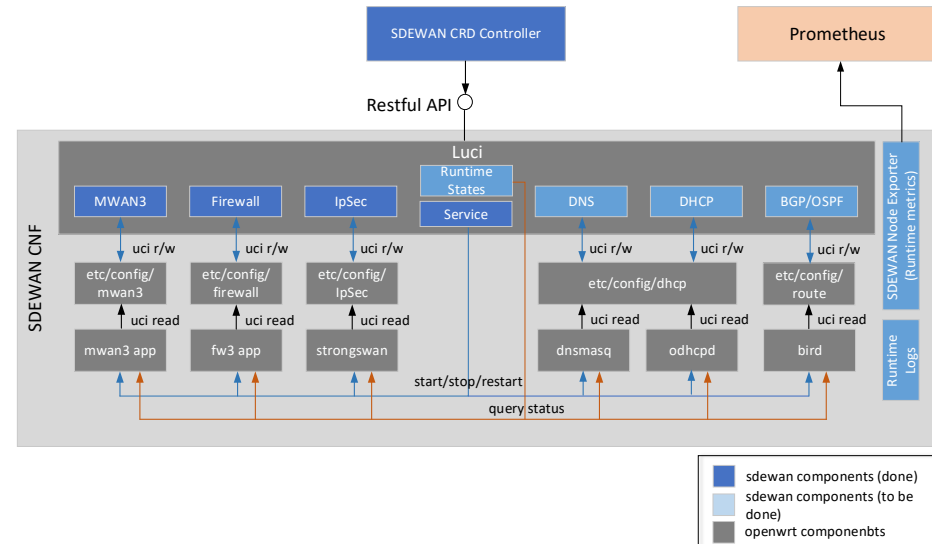 SDEWAN CRD Controller
Prometheus
Restful API
SDEWAN CNF
Luci
Runtime
States
MWAN3
Firewall
IpSec
Service
DNS
DHCP
BGP/OSPF
SDEWAN Node Exporter
(Runtime metrics)
uci r/w
uci r/w
uci r/w
uci r/w
uci r/w
uci r/w
etc/config/
mwan3
etc/config/
firewall
etc/config/
IpSec
etc/config/dhcp
etc/config/
route
uci read
uci read
uci read
uci read
uci read
uci read
mwan3 app
fw3 app
strongswan
dnsmasq
odhcpd
bird
Runtime
Logs
start/stop/restart
query status
sdewan components (done)
sdewan components (to be
done)
openwrt componenbts